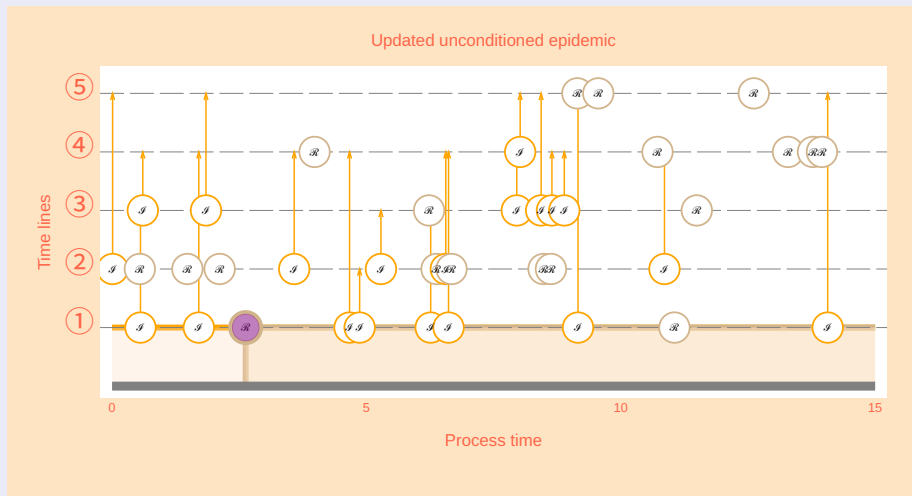 Updated unconditioned epidemic
⑤ ℛ ℛ ℛ
④ ℛ ℐ ℛ ℛ ℛ ℛ
③ ℐ ℐ ℛ ℐ ℐ ℐ ℐ ℐ ℛ
② ℐ ℛ ℛ ℛ ℐ ℐ ℛ ℐ ℛ ℛ ℛ ℐ
① ℐ ℐ ℛ ℐ ℐ ℐ ℐ ℐ ℛ ℐ
Time lines
0 5 10 15
Process time